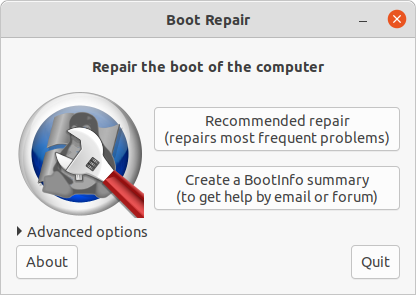 Boot Repair
Repair the boot of the computer
Recommended repair
(repairs most frequent problems)
Create a BootInfo summary
(to get help by email or forum)
Advanced options
About
Quit